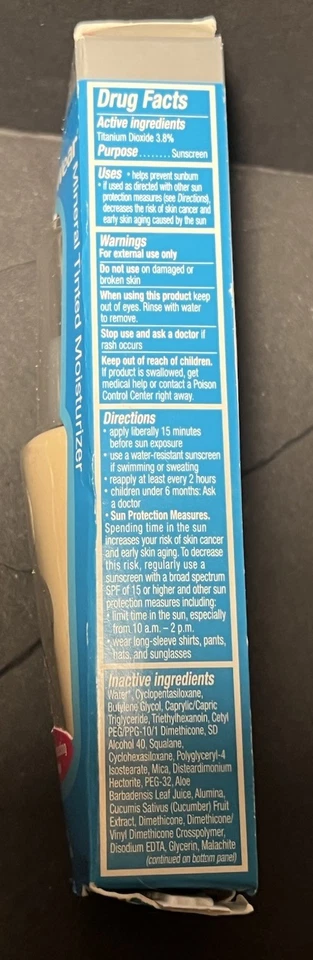 Mineral Tinted Moisturizer
Drug Facts
Active ingredients
Titanium Dioxide 3.8%
Purpose........ Sunscreen
Uses • helps prevent sunburn
• if used as directed with other sun
protection measures (see Directions),
decreases the risk of skin cancer and
early skin aging caused by the sun
Warnings
For external use only
Do not use on damaged or
broken skin
When using this product keep
out of eyes. Rinse with water
to remove.
Stop use and ask a doctor if
rash occurs
Keep out of reach of children.
If product is swallowed, get
medical help or contact a Poison
Control Center right away.
Directions
• apply liberally 15 minutes
before sun exposure
• use a water-resistant sunscreen
if swimming or sweating
• reapply at least every 2 hours
• children under 6 months: Ask
a doctor
• Sun Protection Measures.
Spending time in the sun
increases your risk of skin cancer
and early skin aging. To decrease
this risk, regularly use a
sunscreen with a broad spectrum
SPF of 15 or higher and other sun
protection measures including:
• limit time in the sun, especially
from 10 a.m. – 2 p.m.
• wear long-sleeve shirts, pants,
hats, and sunglasses
Inactive ingredients
Water*, Cyclopentasiloxane,
Butylene Glycol, Caprylic/Capric
Triglyceride, Triethylhexanoin, Cetyl
PEG/PPG-10/1 Dimethicone, SD
Alcohol 40, Squalane,
Cyclohexasiloxane, Polyglyceryl-4
Isostearate, Mica, Disteardimonium
Hectorite, PEG-32, Aloe
Barbadensis Leaf Juice, Alumina,
Cucumis Sativus (Cucumber) Fruit
Extract, Dimethicone, Dimethicone/
Vinyl Dimethicone Crosspolymer,
Disodium EDTA, Glycerin, Malachite
(continued on bottom panel)